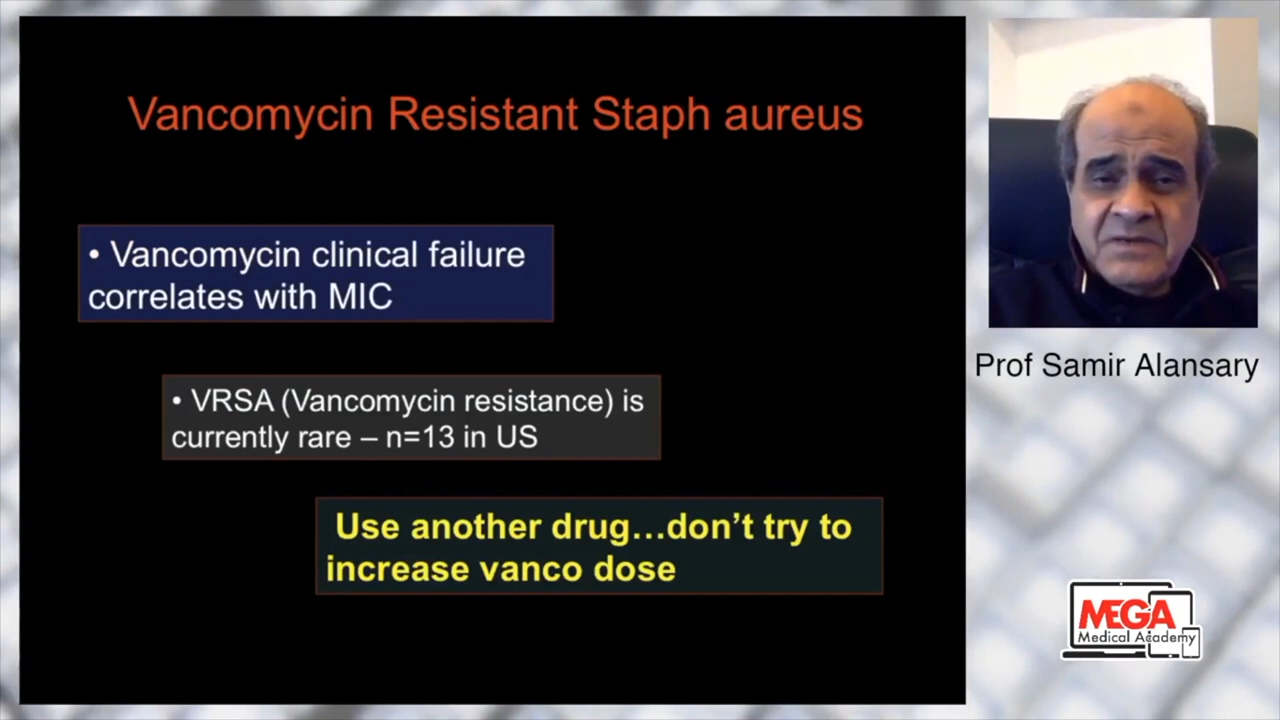 Vancomycin Resistant Staph aureus
• Vancomycin clinical failure
correlates with MIC
• VRSA (Vancomycin resistance) is
currently rare – n=13 in US
Use another drug…don’t try to
increase vanco dose
Prof Samir Alansary
MEGA
Medical Academy